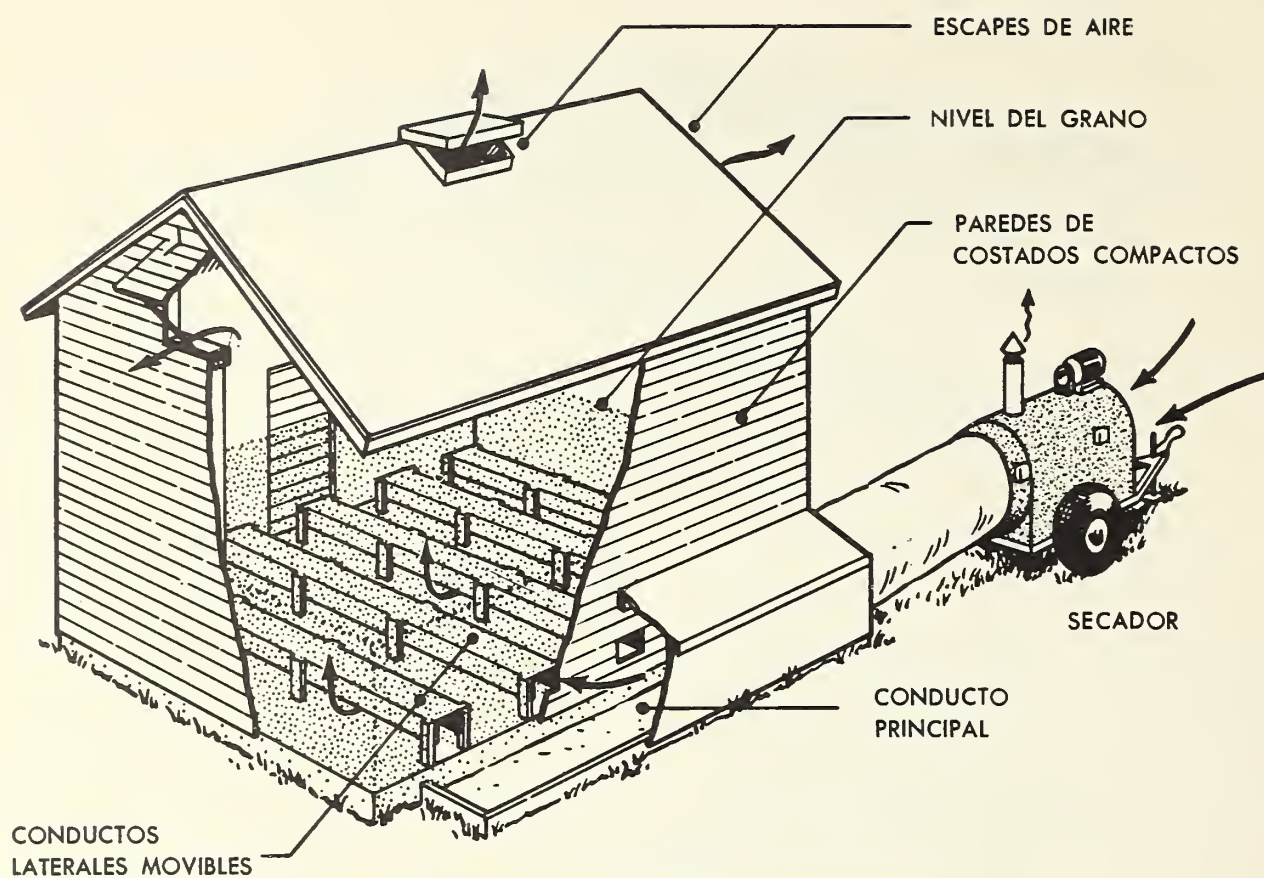 ESCAPES DE AIRE
NIVEL DEL GRANO
PAREDES DE
COSTADOS COMPACTOS
SECADOR
CONDUCTO
PRINCIPAL
CONDUCTOS
LATERALES MOVIBLES